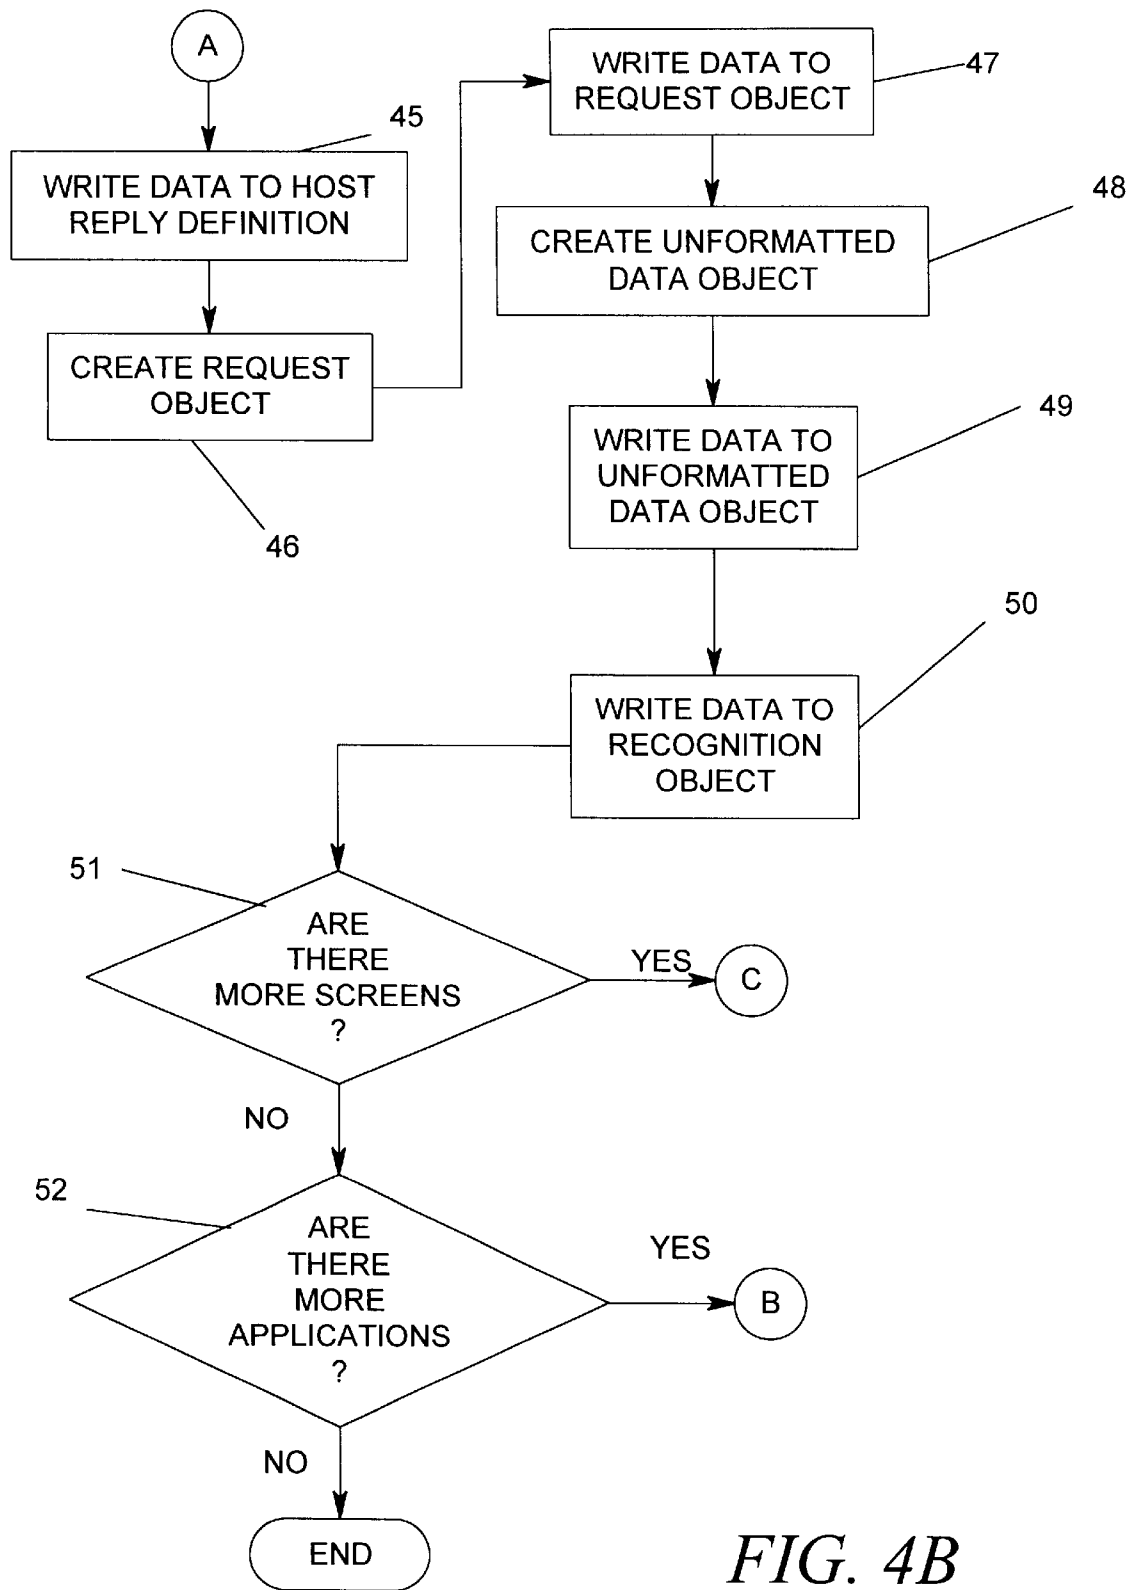 A
45
WRITE DATA TO HOST
REPLY DEFINITION
CREATE REQUEST
OBJECT
46
WRITE DATA TO
REQUEST OBJECT
47
CREATE UNFORMATTED
DATA OBJECT
48
WRITE DATA TO
UNFORMATTED
DATA OBJECT
49
WRITE DATA TO
RECOGNITION
OBJECT
50
51
ARE
THERE
MORE SCREENS
?
YES
C
NO
52
ARE
THERE
MORE
APPLICATIONS
?
YES
B
NO
END
FIG. 4B